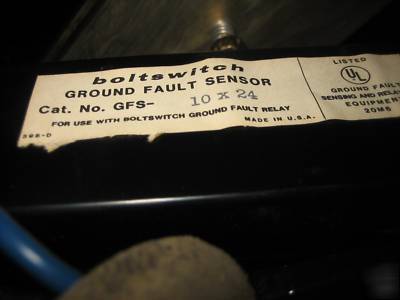 boltswitch
GROUND FAULT SENSOR
Cat. No. GFS- 10 x 24
FOR USE WITH BOLTSWITCH GROUND FAULT RELAY
MADE IN U.S.A.
598-D
LISTED
UL
GROUND FAULT
SENSING AND RELAY
EQUIPMENT
20M6